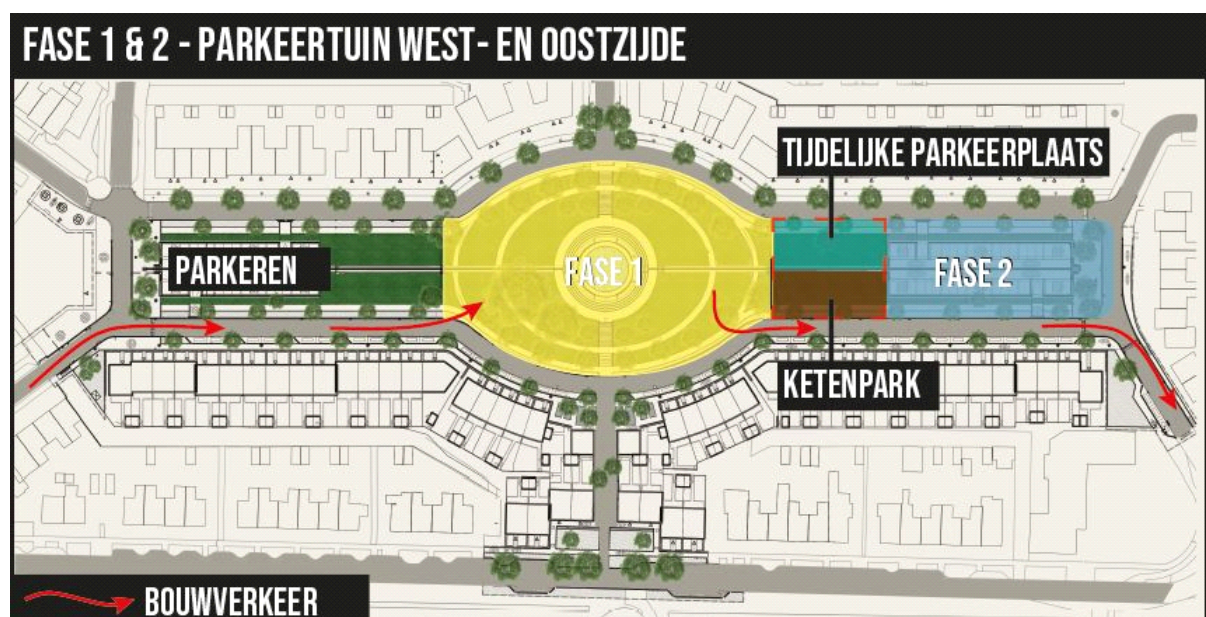 FASE 1 & 2 - PARKEERTUIN WEST- EN OOSTZIJDE
TIJDELIJKE PARKEERPLAATS
PARKEREN
FASE 1
FASE 2
KETENPARK
BOUWVERKEER